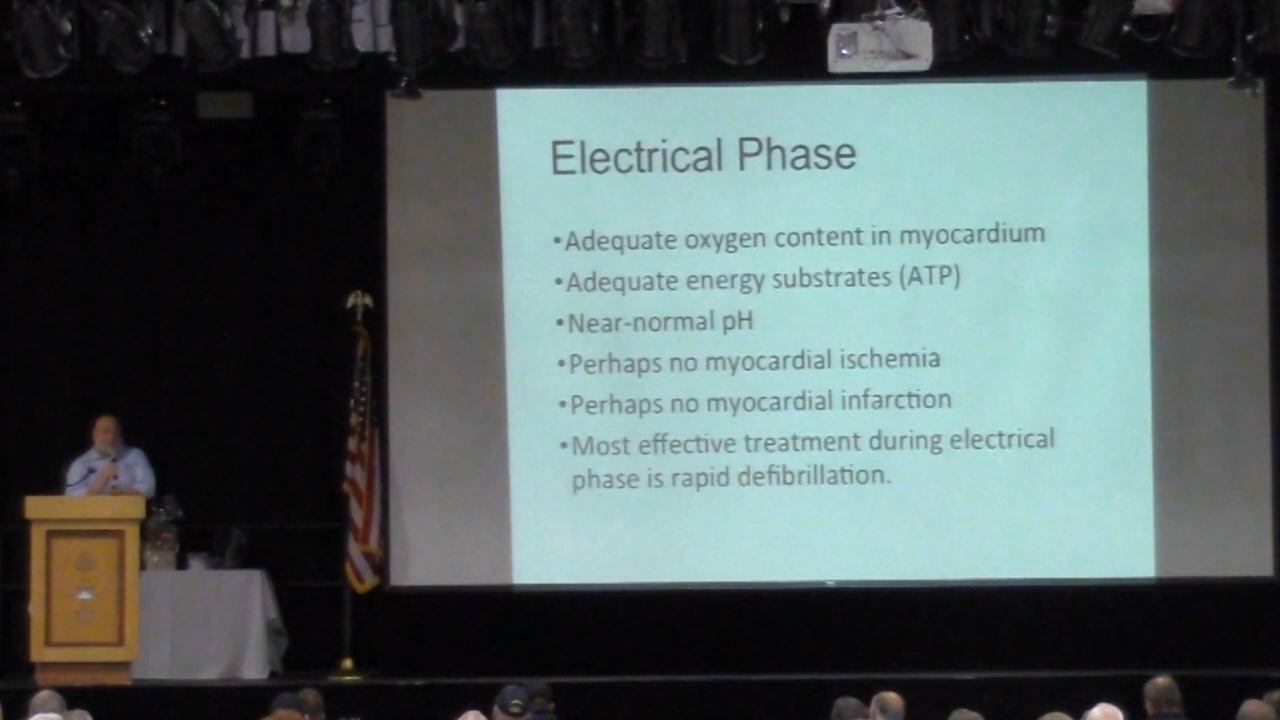 Electrical Phase
•Adequate oxygen content in myocardium
•Adequate energy substrates (ATP)
•Near-normal pH
•Perhaps no myocardial ischemia
•Perhaps no myocardial infarction
•Most effective treatment during electrical
phase is rapid defibrillation.